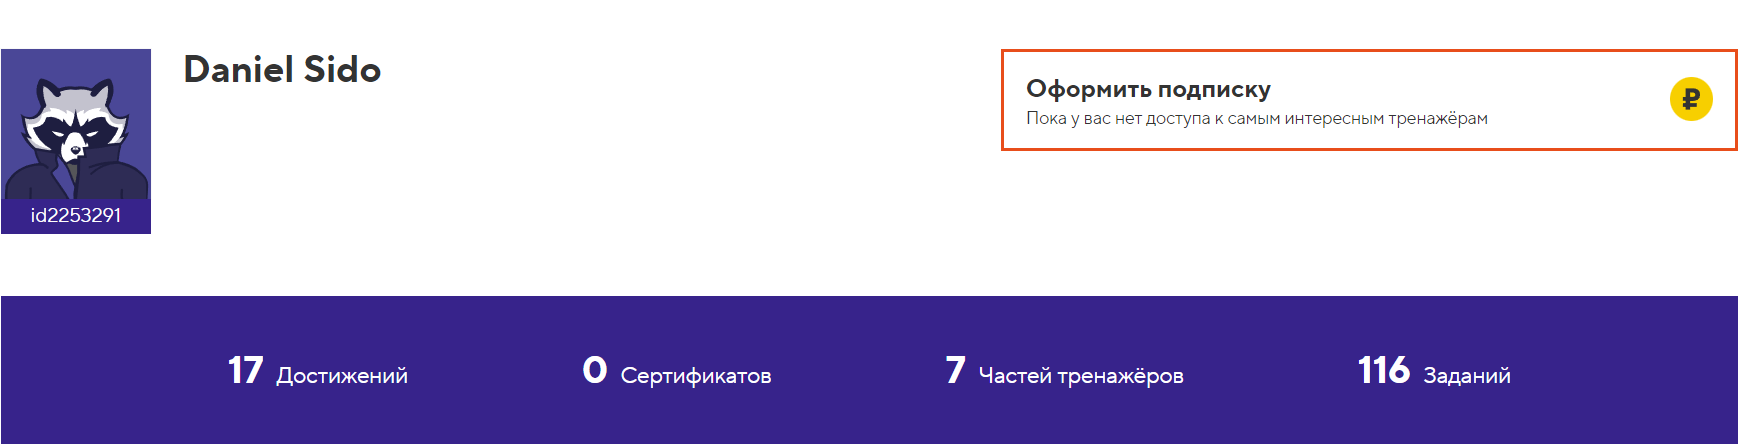 Daniel Sido
id2253291
Оформить подписку
Пока у вас нет доступа к самым интересным тренажёрам
₽
17 Достижений
0 Сертификатов
7 Частей тренажёров
116 Заданий